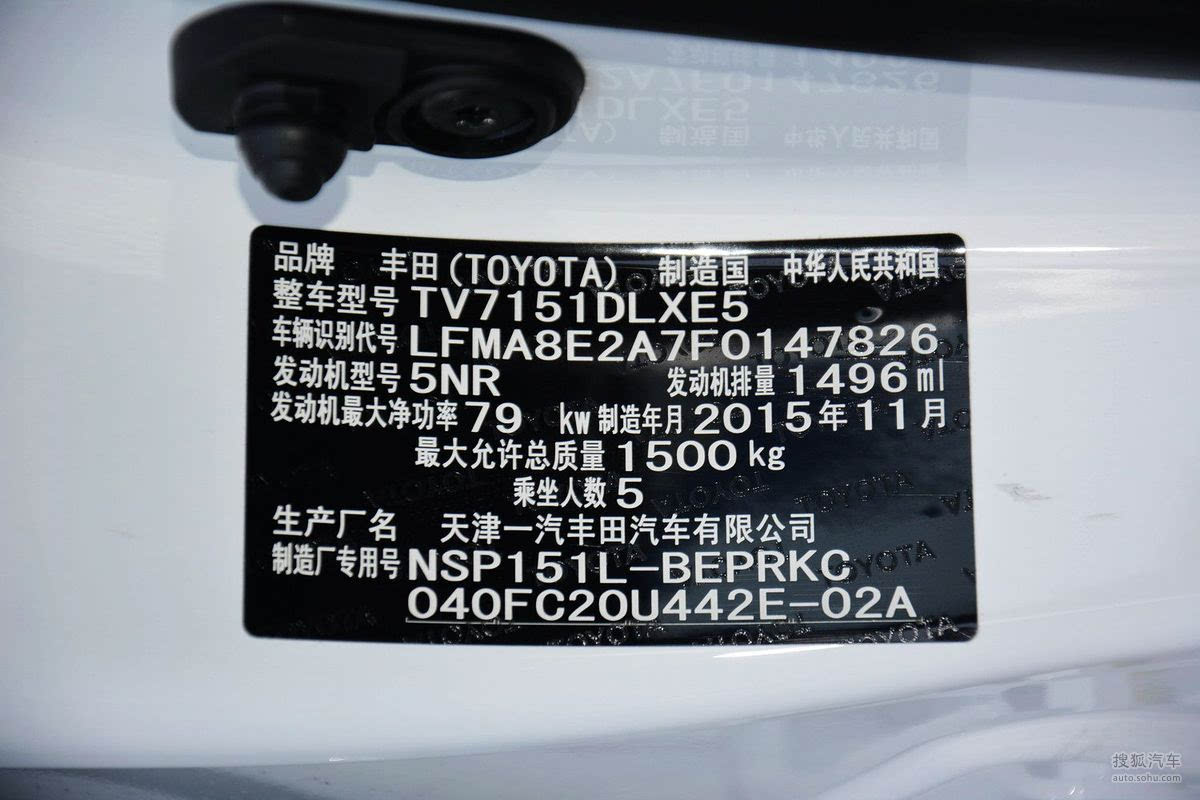 品牌 丰田(TOYOTA) 制造国 中华人民共和国
整车型号 TV7151DLXE5
车辆识别代号 LFMA8E2A7F0147826
发动机型号 5NR 发动机排量 1496 ml
发动机最大净功率 79 kw 制造年月 2015年11月
最大允许总质量 1500 kg
乘坐人数 5
生产厂名 天津一汽丰田汽车有限公司
制造厂专用号 NSP151L-BEPRKC
040FC20U442E-02A
搜狐汽车
auto.sohu.com